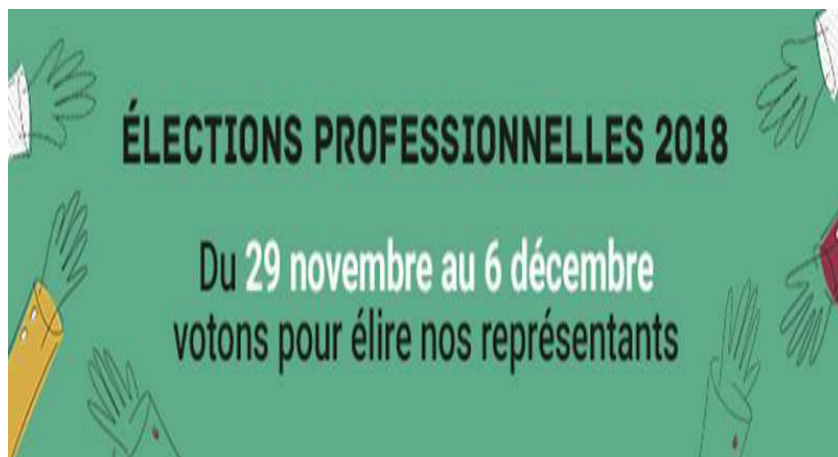 ÉLECTIONS PROFESSIONNELLES 2018
Du 29 novembre au 6 décembre
votons pour élire nos représentants